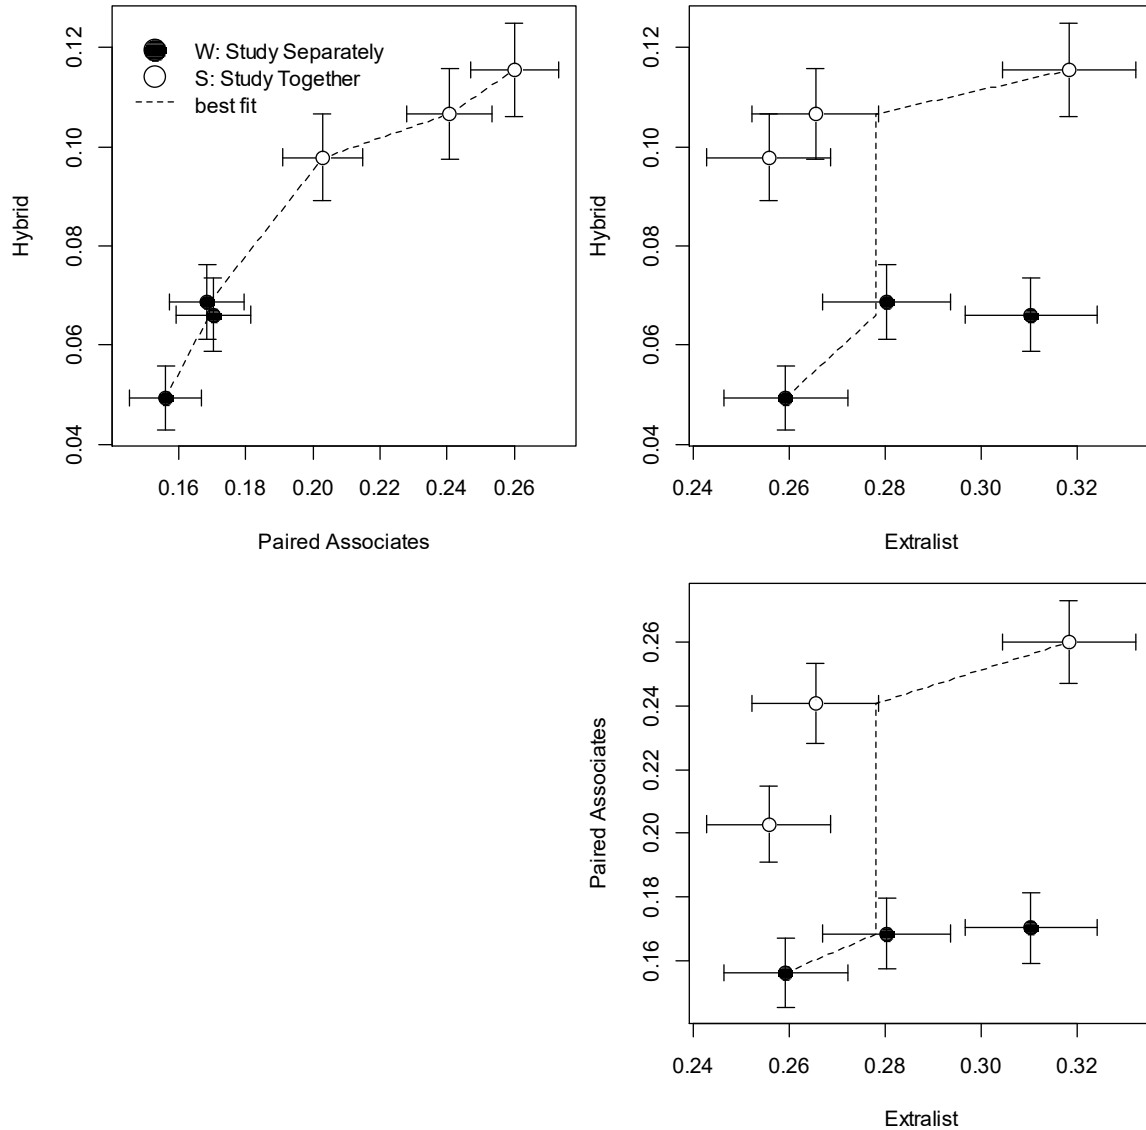 W: Study Separately
S: Study Together
best fit
Hybrid
0.04 0.06 0.08 0.10 0.12
0.16 0.18 0.20 0.22 0.24 0.26
Paired Associates
Hybrid
0.04 0.06 0.08 0.10 0.12
0.24 0.26 0.28 0.30 0.32
Extralist
Paired Associates
0.16 0.18 0.20 0.22 0.24 0.26
0.24 0.26 0.28 0.30 0.32
Extralist